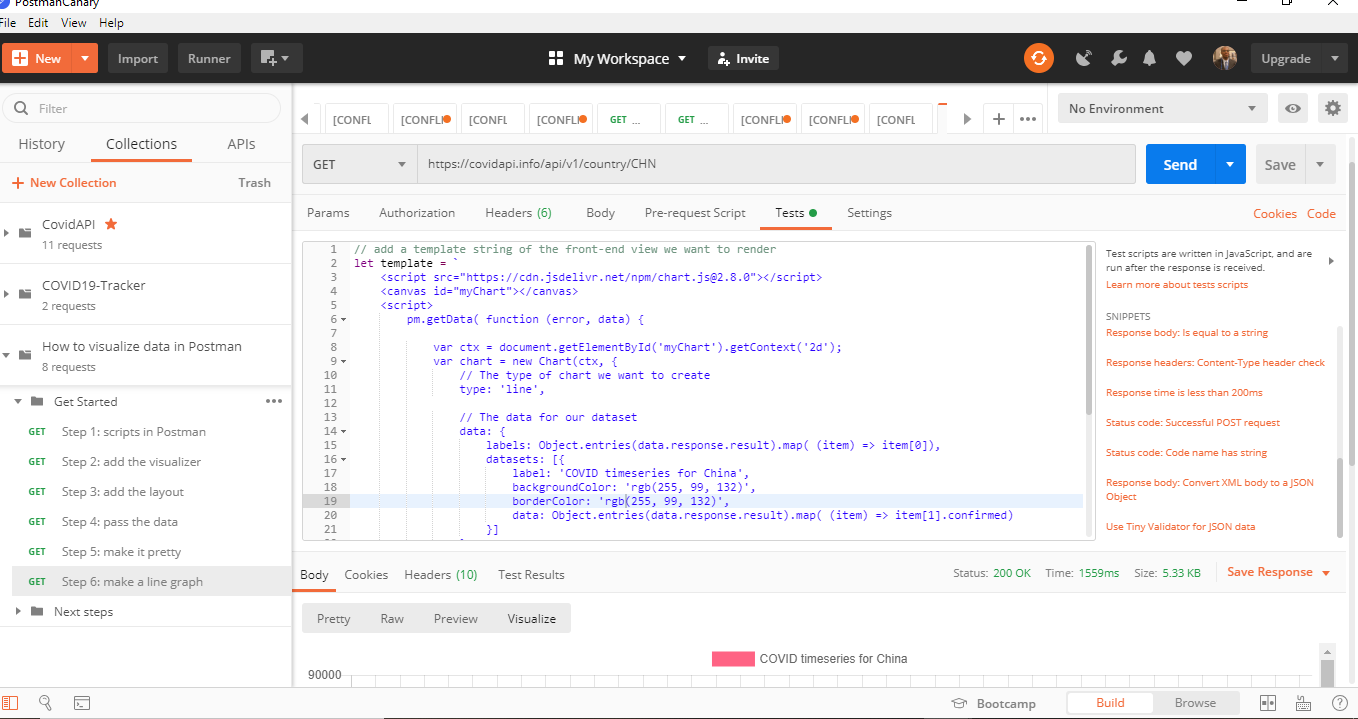 PostmanCanary
File Edit View Help
New Import Runner My Workspace Invite Upgrade
Filter
History Collections APIs
New Collection Trash
CovidAPI
11 requests
COVID19-Tracker
2 requests
How to visualize data in Postman
8 requests
Get Started
GET Step 1: scripts in Postman
GET Step 2: add the visualizer
GET Step 3: add the layout
GET Step 4: pass the data
GET Step 5: make it pretty
GET Step 6: make a line graph
Next steps
[CONFL [CONFLI [CONFL [CONFLI GET ... GET ... [CONFLI [CONFLI [CONFL
No Environment
GET https://covidapi.info/api/v1/country/CHN Send Save
Params Authorization Headers (6) Body Pre-request Script Tests Settings Cookies Code
1 // add a template string of the front-end view we want to render
2 let template = `
3 <script src="https://cdn.jsdelivr.net/npm/chart.js@2.8.0"></script>
4 <canvas id="myChart"></canvas>
5 <script>
6 pm.getData( function (error, data) {
7
8 var ctx = document.getElementById('myChart').getContext('2d');
9 var chart = new Chart(ctx, {
10 // The type of chart we want to create
11 type: 'line',
12
13 // The data for our dataset
14 data: {
15 labels: Object.entries(data.response.result).map( (item) => item[0]),
16 datasets: [{
17 label: 'COVID timeseries for China',
18 backgroundColor: 'rgb(255, 99, 132)',
19 borderColor: 'rgb(255, 99, 132)',
20 data: Object.entries(data.response.result).map( (item) => item[1].confirmed)
21 }]
Test scripts are written in JavaScript, and are
run after the response is received.
Learn more about tests scripts
SNIPPETS
Response body: Is equal to a string
Response headers: Content-Type header check
Response time is less than 200ms
Status code: Successful POST request
Status code: Code name has string
Response body: Convert XML body to a JSON
Object
Use Tiny Validator for JSON data
Body Cookies Headers (10) Test Results Status: 200 OK Time: 1559ms Size: 5.33 KB Save Response
Pretty Raw Preview Visualize
COVID timeseries for China
90000
Bootcamp Build Browse